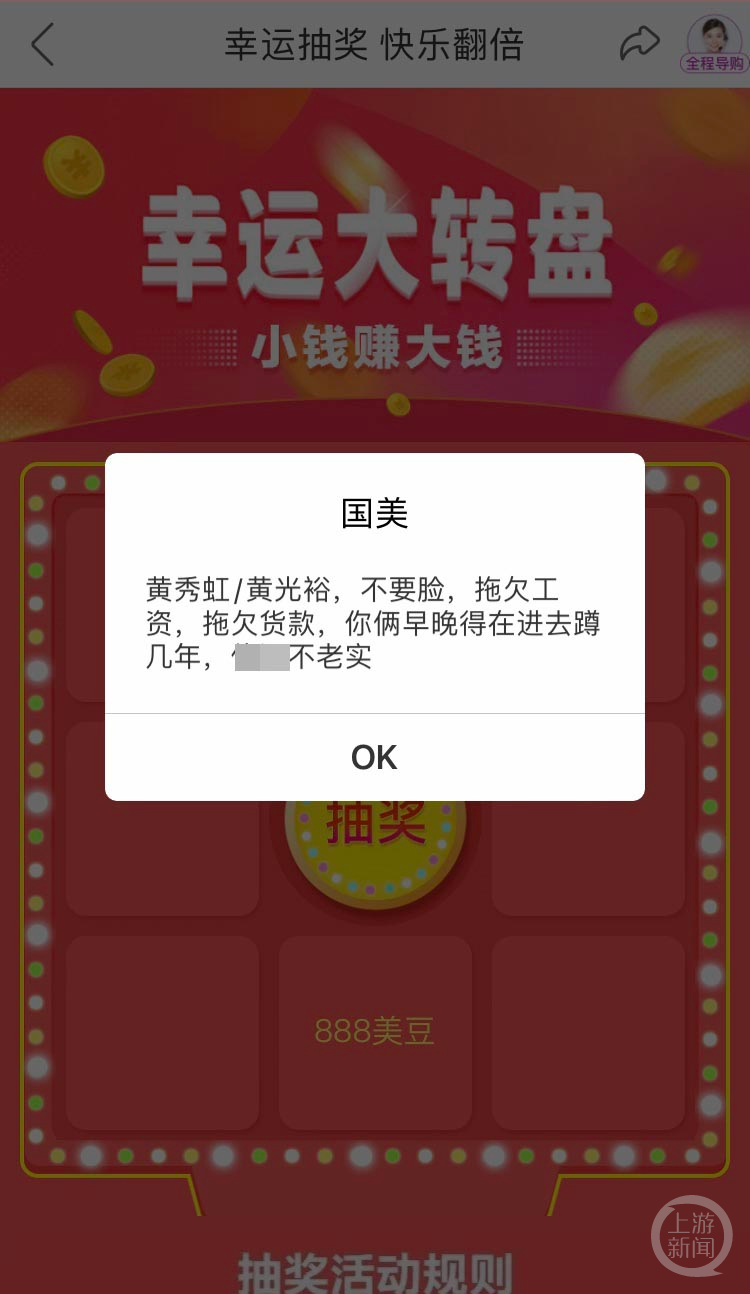 幸运抽奖 快乐翻倍
全程导购
幸运大转盘
小钱赚大钱
国美
黄秀虹/黄光裕，不要脸，拖欠工
资，拖欠货款，你俩早晚得在进去蹲
几年，不老实
OK
抽奖
888美豆
抽奖活动规则
上游
新闻